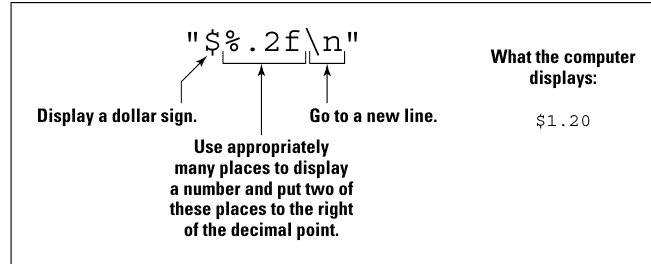 "$%.2f\n"
Display a dollar sign.
Go to a new line.
Use appropriately
many places to display
a number and put two of
these places to the right
of the decimal point.
What the computer
displays:
$1.20